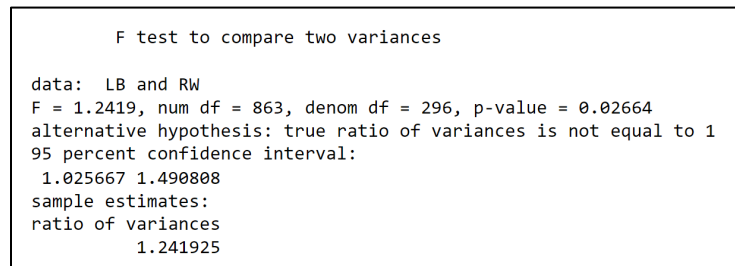 F test to compare two variances
data: LB and RW
F = 1.2419, num df = 863, denom df = 296, p-value = 0.02664
alternative hypothesis: true ratio of variances is not equal to 1
95 percent confidence interval:
1.025667 1.490808
sample estimates:
ratio of variances
1.241925